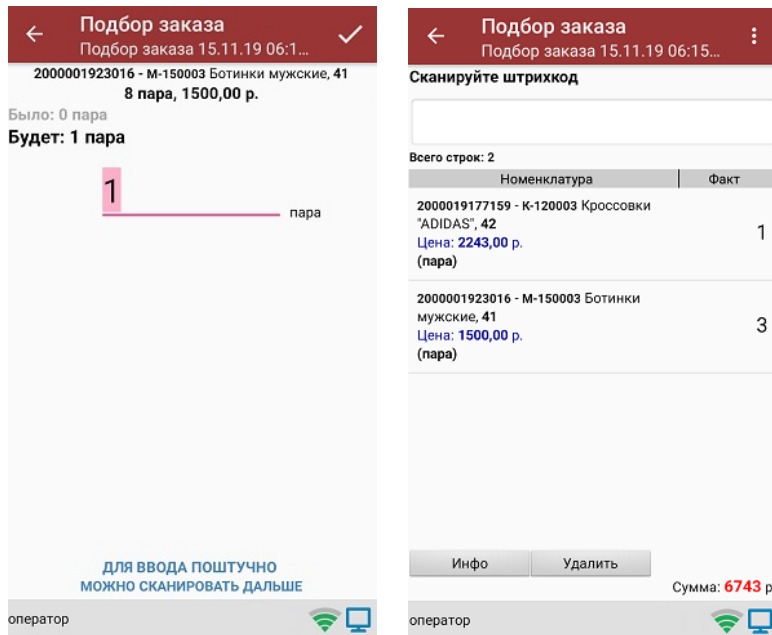 Подбор заказа
Подбор заказа 15.11.19 06:1...
2000001923016 - М-150003 Ботинки мужские, 41
8 пара, 1500,00 р.
Было: 0 пара
Будет: 1 пара
1
пара
ДЛЯ ВВОДА ПОШТУЧНО
МОЖНО СКАНИРОВАТЬ ДАЛЬШЕ
оператор
Подбор заказа
Подбор заказа 15.11.19 06:15...
Сканируйте штрихкод
Всего строк: 2
Номенклатура Факт
2000019177159 - К-120003 Кроссовки
"ADIDAS", 42
Цена: 2243,00 р.
(пара)
1
2000001923016 - М-150003 Ботинки
мужские, 41
Цена: 1500,00 р.
(пара)
3
Инфо Удалить
Сумма: 6743 р
оператор